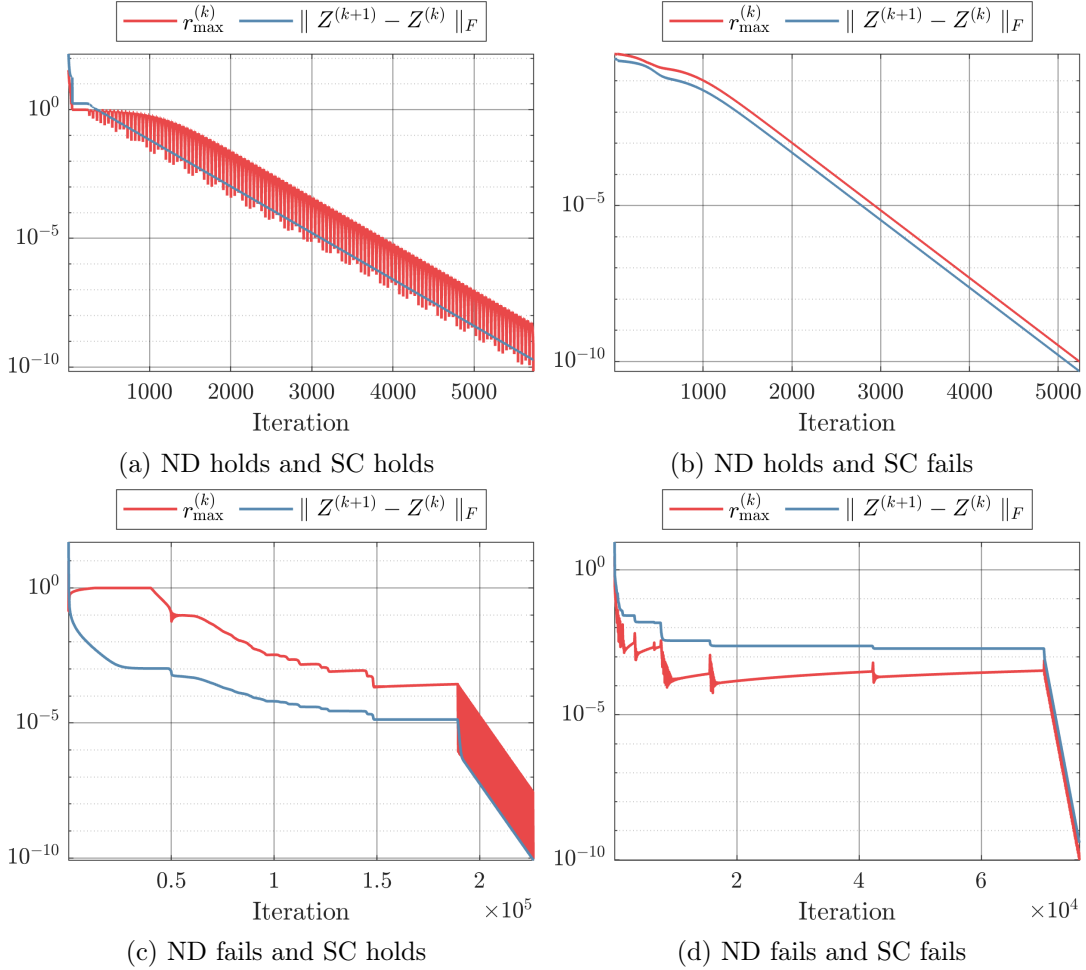 r_max^(k) ‖ Z^(k+1) − Z^(k) ‖_F
10^0
10^−5
10^−10
1000 2000 3000 4000 5000
Iteration
(a) ND holds and SC holds
r_max^(k) ‖ Z^(k+1) − Z^(k) ‖_F
10^−5
10^−10
1000 2000 3000 4000 5000
Iteration
(b) ND holds and SC fails
r_max^(k) ‖ Z^(k+1) − Z^(k) ‖_F
10^0
10^−5
10^−10
0.5 1 1.5 2
Iteration ×10^5
(c) ND fails and SC holds
r_max^(k) ‖ Z^(k+1) − Z^(k) ‖_F
10^0
10^−5
10^−10
2 4 6
Iteration ×10^4
(d) ND fails and SC fails